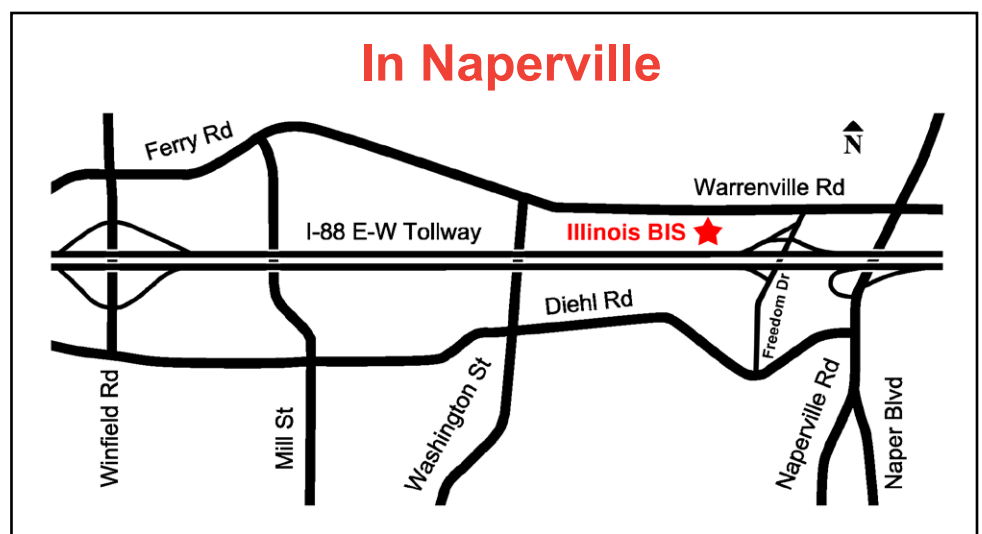 In Naperville
Ferry Rd
N
Warrenville Rd
I-88 E-W Tollway
Illinois BIS
Diehl Rd
Freedom Dr
Winfield Rd
Mill St
Washington St
Naperville Rd
Naper Blvd